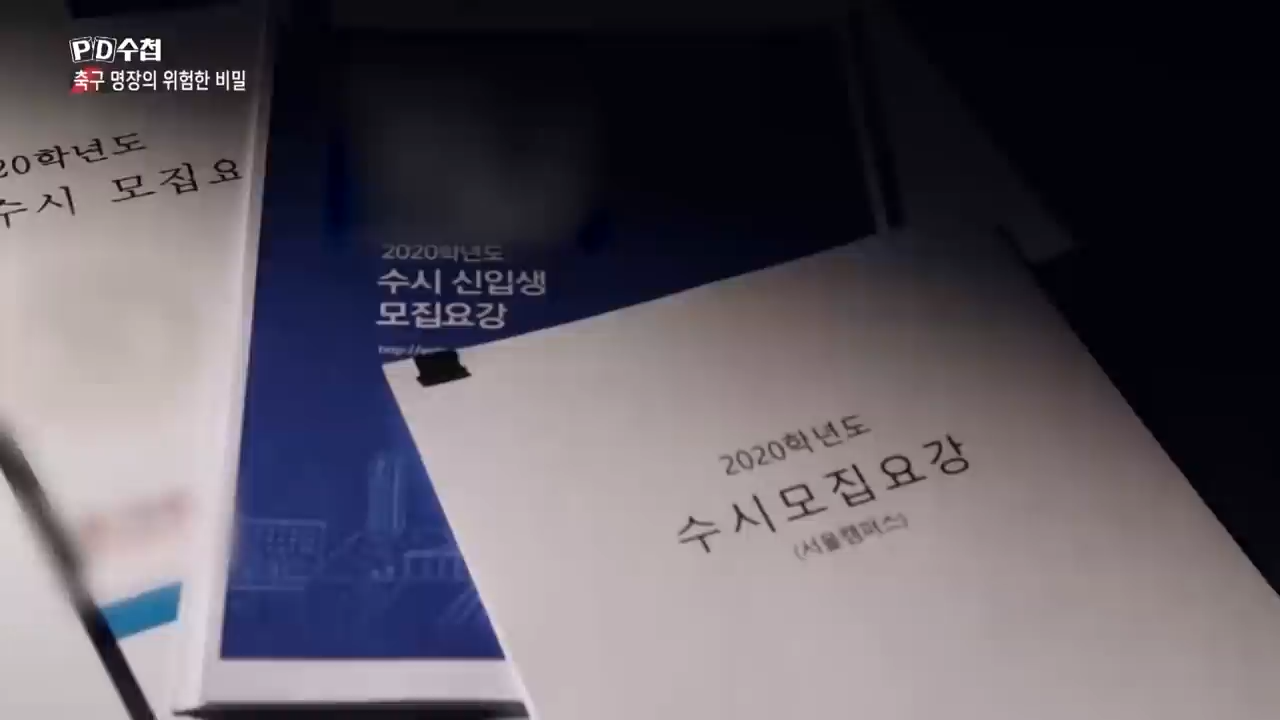 PD수첩
축구 명장의 위험한 비밀
20학년도
수시 모집요
2020학년도
수시 신입생
모집요강
2020학년도
수시모집요강
(서울캠퍼스)